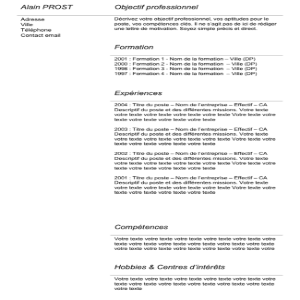 Alain PROST
Adresse
Ville
Téléphone
Contact email
Objectif professionnel
Décrivez votre objectif professionnel, vos aptitudes pour le
poste, vos compétences clés. Il ne s'agit pas de ici de rédiger
une lettre de motivation. Soyez simple précis et direct.
Formation
2001 : Formation 1 - Nom de la formation – Ville (DP)
2000 : Formation 2 - Nom de la formation – Ville (DP)
1998 : Formation 3 - Nom de la formation – Ville (DP)
1997 : Formation 4 - Nom de la formation – Ville (DP)
Expériences
2004 : Titre du poste – Nom de l'entreprise – Effectif – CA
Descriptif du poste et des différentes missions. Votre texte
votre texte votre texte votre texte votre texte Votre texte votre
texte votre texte votre texte votre texte
2003 : Titre du poste – Nom de l'entreprise – Effectif – CA
Descriptif du poste et des différentes missions. Votre texte
votre texte votre texte votre texte votre texte Votre texte votre
texte votre texte votre texte votre texte
2002 : Titre du poste – Nom de l'entreprise – Effectif – CA
Descriptif du poste et des différentes missions. Votre texte
votre texte votre texte votre texte votre texte Votre texte votre
texte votre texte votre texte votre texte
2001 : Titre du poste – Nom de l'entreprise – Effectif – CA
Descriptif du poste et des différentes missions. Votre texte
votre texte votre texte votre texte votre texte Votre texte votre
texte votre texte votre texte votre texte
Compétences
Votre texte votre texte votre texte votre texte votre texte votre
texte votre texte votre texte votre texte votre texte votre texte
votre texte votre texte votre texte votre texte votre texte
Hobbies & Centres d'intérêts
Votre texte votre texte votre texte votre texte votre texte votre
texte votre texte votre texte votre texte votre texte votre texte
votre texte